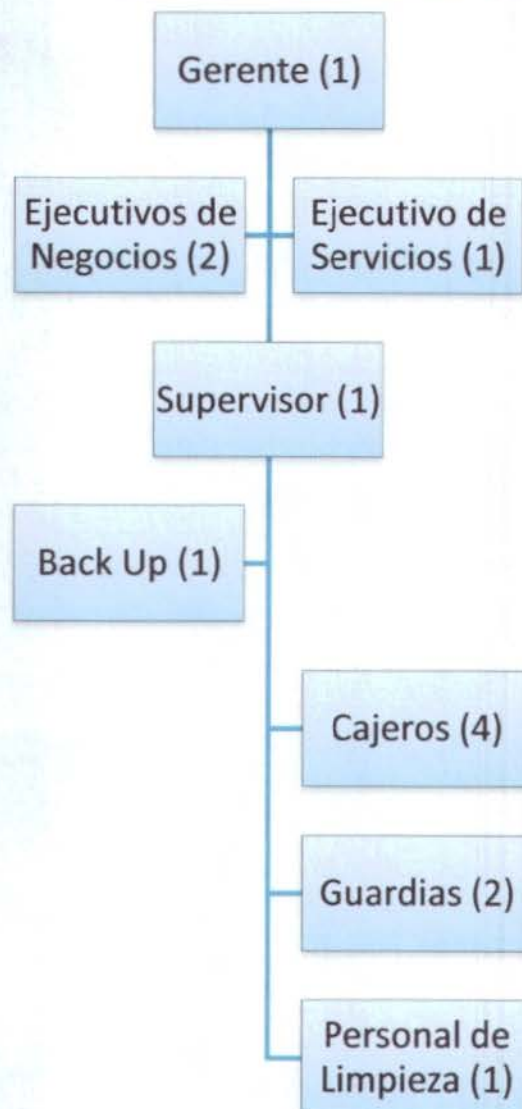 Gerente (1)
Ejecutivos de
Negocios (2)
Ejecutivo de
Servicios (1)
Supervisor (1)
Back Up (1)
Cajeros (4)
Guardias (2)
Personal de
Limpieza (1)